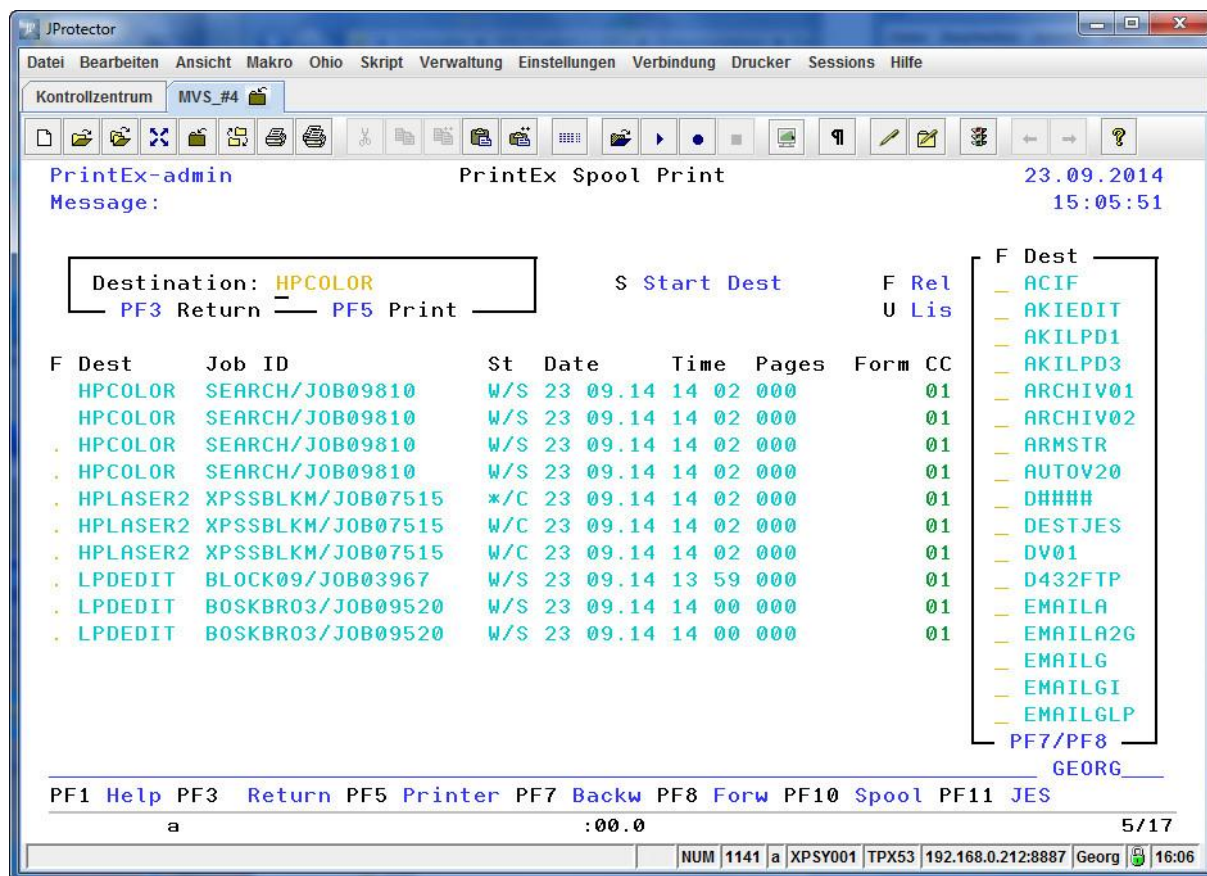 JProtector
Datei Bearbeiten Ansicht Makro Ohio Skript Verwaltung Einstellungen Verbindung Drucker Sessions Hilfe
Kontrollzentrum MVS_#4
PrintEx-admin PrintEx Spool Print 23.09.2014
Message: 15:05:51
F Dest
Destination: HPCOLOR S Start Dest F Rel _ ACIF
PF3 Return PF5 Print U Lis _ AKIEDIT
_ AKILPD1
F Dest Job ID St Date Time Pages Form CC _ AKILPD3
HPCOLOR SEARCH/JOB09810 W/S 23 09.14 14 02 000 01 _ ARCHIV01
HPCOLOR SEARCH/JOB09810 W/S 23 09.14 14 02 000 01 _ ARCHIV02
. HPCOLOR SEARCH/JOB09810 W/S 23 09.14 14 02 000 01 _ ARMSTR
. HPCOLOR SEARCH/JOB09810 W/S 23 09.14 14 02 000 01 _ AUTOV20
. HPLASER2 XPSSBLKM/JOB07515 */C 23 09.14 14 02 000 01 _ D####
. HPLASER2 XPSSBLKM/JOB07515 W/C 23 09.14 14 02 000 01 _ DESTJES
. HPLASER2 XPSSBLKM/JOB07515 W/C 23 09.14 14 02 000 01 _ DV01
. LPDEDIT BLOCK09/JOB03967 W/S 23 09.14 13 59 000 01 _ D432FTP
. LPDEDIT BOSKBRO3/JOB09520 W/S 23 09.14 14 00 000 01 _ EMAILA
. LPDEDIT BOSKBRO3/JOB09520 W/S 23 09.14 14 00 000 01 _ EMAILA2G
_ EMAILG
_ EMAILGI
_ EMAILGLP
PF7/PF8
GEORG
PF1 Help PF3 Return PF5 Printer PF7 Backw PF8 Forw PF10 Spool PF11 JES
a :00.0 5/17
NUM 1141 a XPSY001 TPX53 192.168.0.212:8887 Georg 16:06